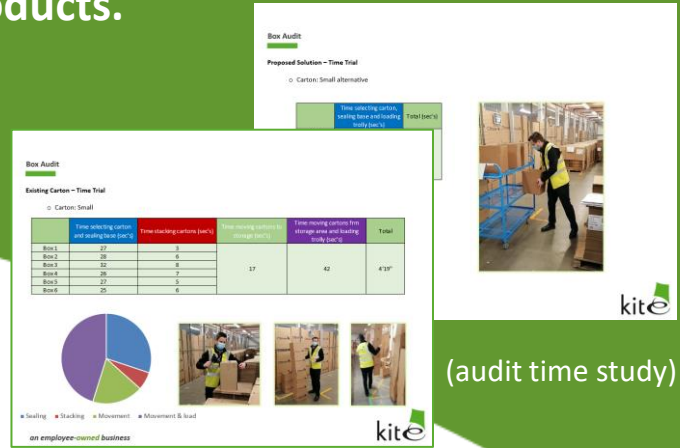 oducts.
Box Audit
Proposed Solution – Time Trial
o Carton: Small alternative
Time selecting carton, sealing base and loading trolly (sec's)
Total (sec's)
kite
Box Audit
Existing Carton – Time Trial
o Carton: Small
Time selecting carton and sealing base (sec's)
Time stacking cartons (sec's)
Time moving cartons to storage (sec's)
Time moving cartons frm storage area and loading trolly (sec's)
Total
Box 1 27 3
Box 2 28 6
Box 3 32 8
17 42 4'19"
Box 4 26 7
Box 5 27 5
Box 6 25 6
Sealing Stacking Movement Movement & load
an employee-owned business
kite
(audit time study)